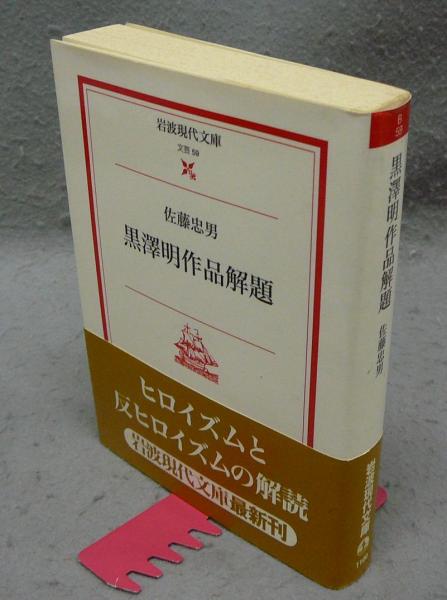 岩波現代文庫
文芸 59
佐藤忠男
黒澤明作品解題
ヒロイズムと
反ヒロイズムの解読
岩波現代文庫最新刊
B
59
黒澤明作品解題
佐藤忠男
岩波現代文庫